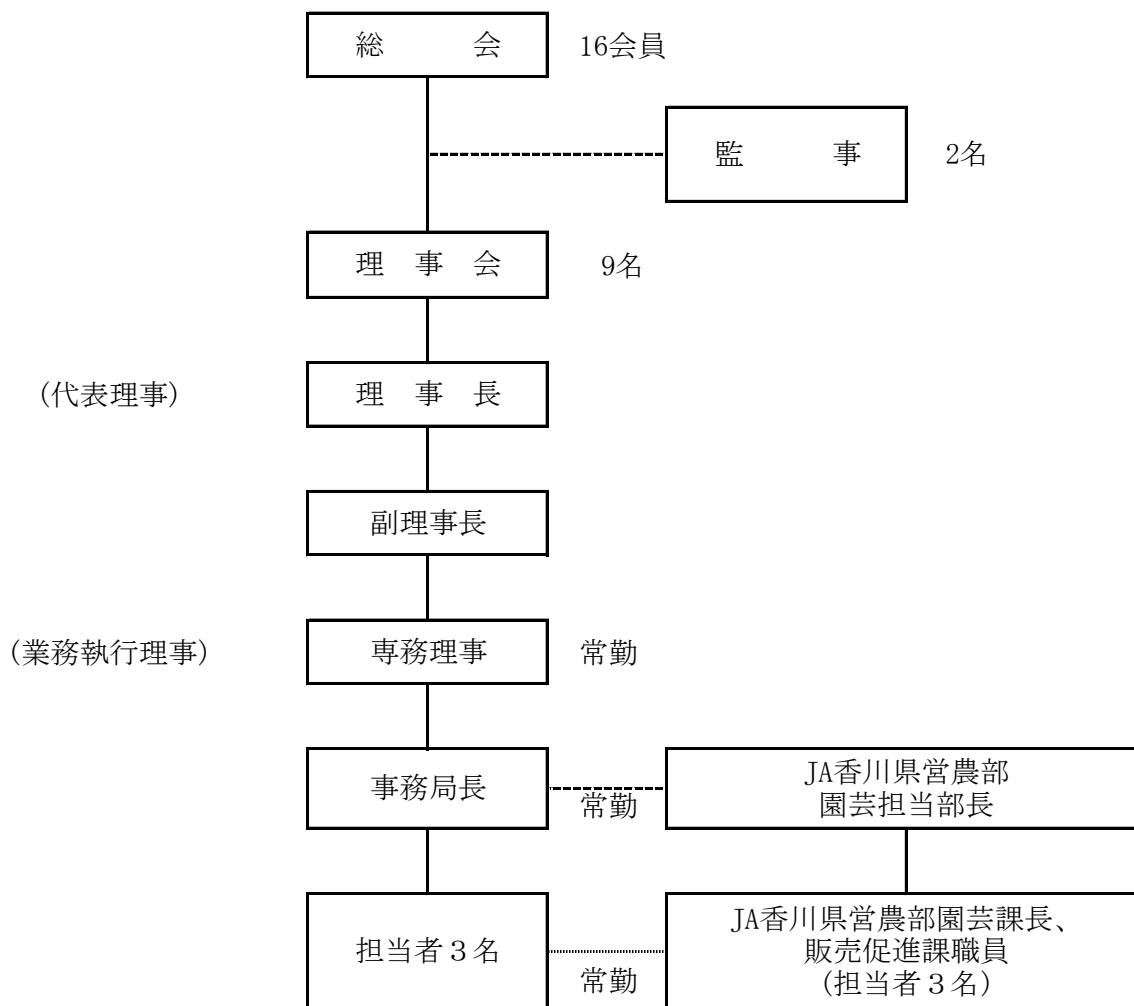 総　　会　16会員
監　　事　2名
理　事　会　9名
(代表理事)　理　事　長
副理事長
(業務執行理事)　専務理事　常勤
事務局長　常勤
JA香川県営農部
園芸担当部長
担当者３名　常勤
JA香川県営農部園芸課長、
販売促進課職員
(担当者３名)